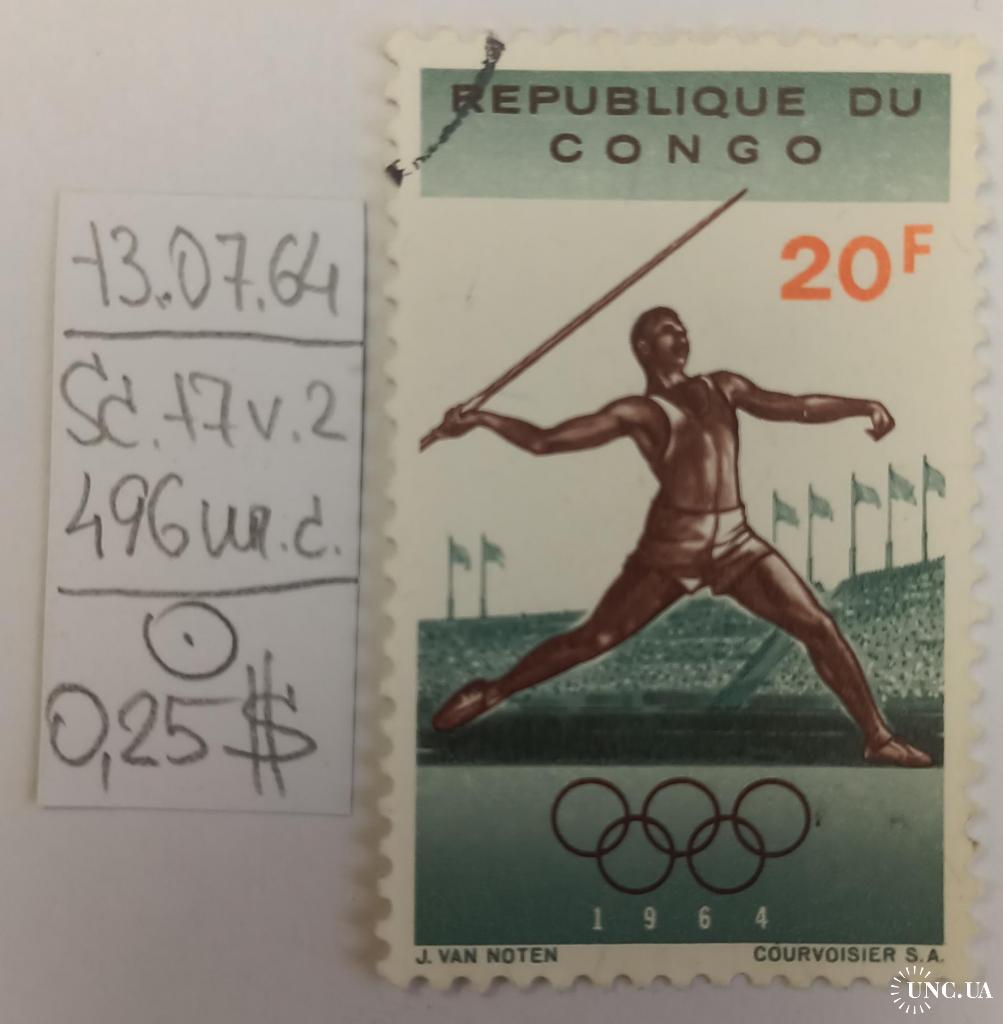 13.07.64
Sc. 17 v. 2
496 шт. с.
0,25 $
REPUBLIQUE DU
CONGO
20F
1964
J. VAN NOTEN
COURVOISIER S.A.
UNC.UA